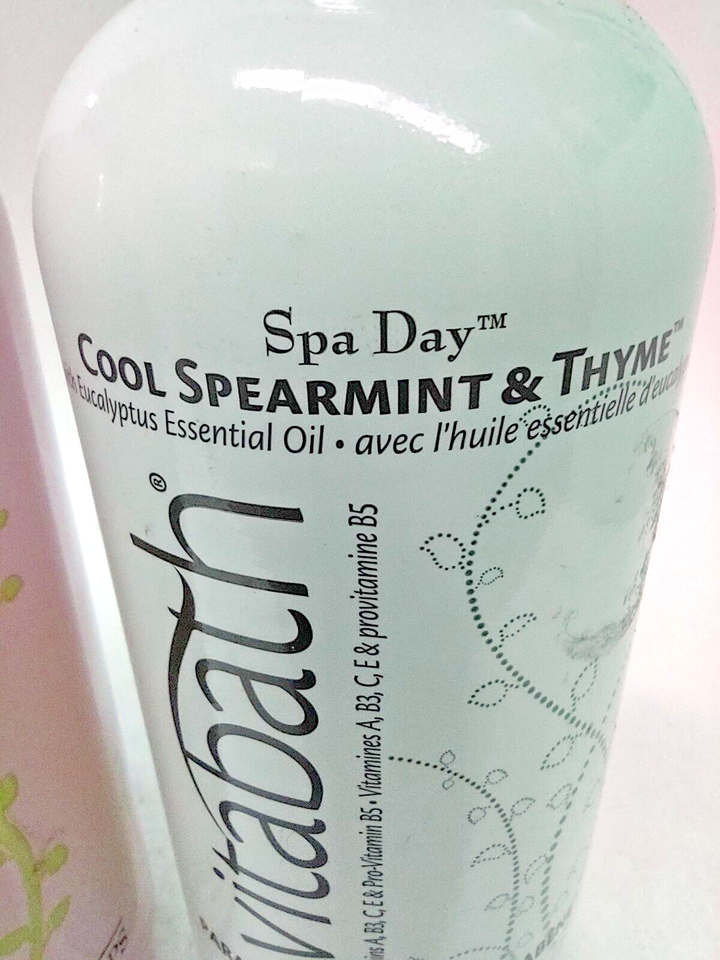 Spa Day™
COOL SPEARMINT & THYME™
Eucalyptus Essential Oil • avec l'huile essentielle
vitabath®
A, B3, C, E & Pro-Vitamin B5 • Vitamines A, B3, C, E & provitamine B5